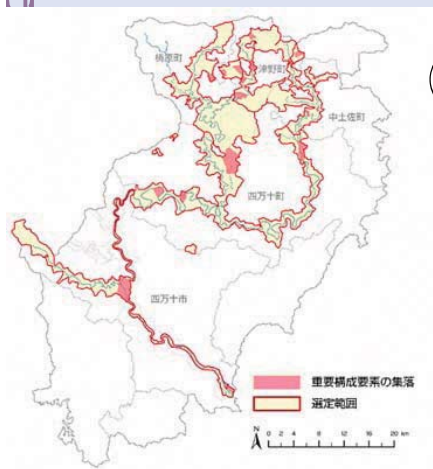 梼原町
津野町
中土佐町
四万十町
四万十市
重要構成要素の集落
選定範囲
0 2 4 8 12 16 20 km
N